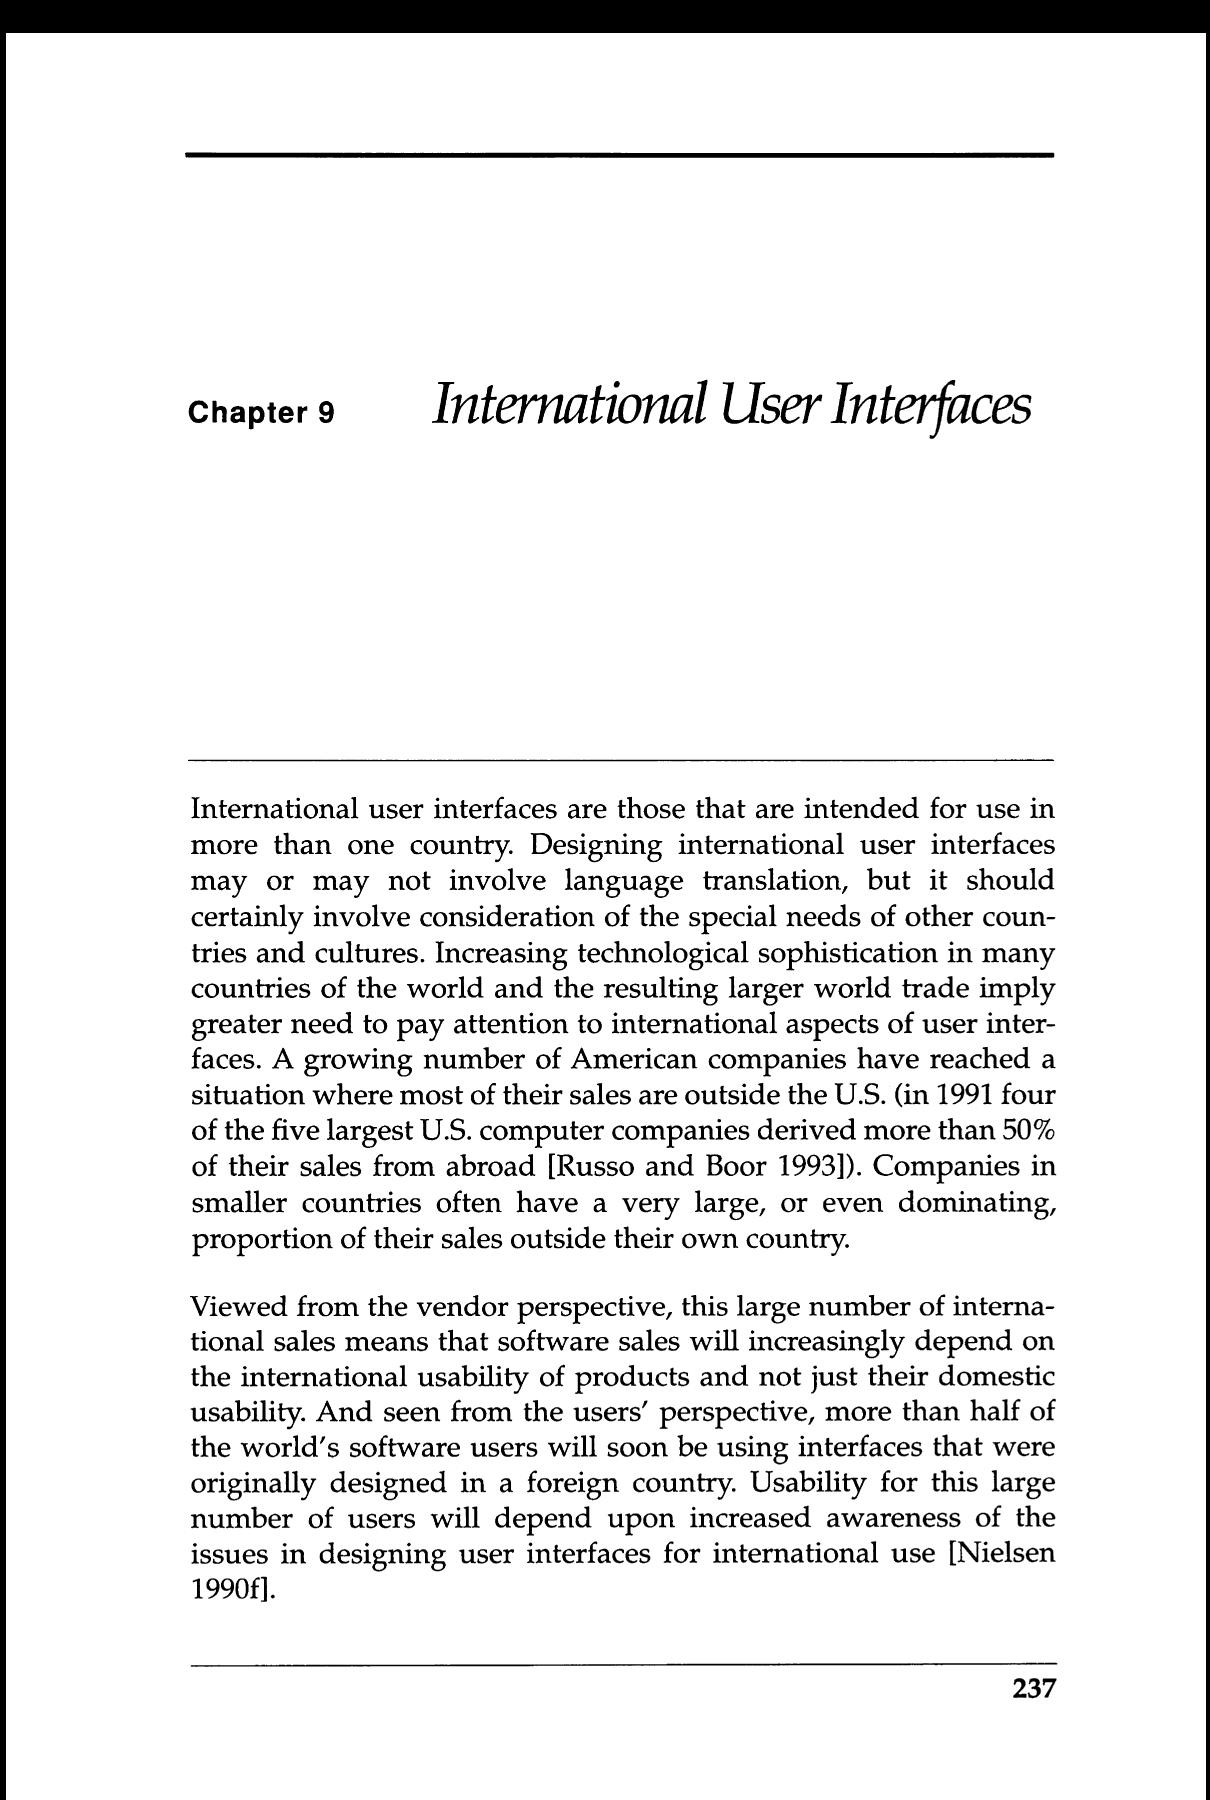 Chapter 9 International User Interfaces
International user interfaces are those that are intended for use in
more than one country. Designing international user interfaces
may or may not involve language translation, but it should
certainly involve consideration of the special needs of other coun-
tries and cultures. Increasing technological sophistication in many
countries of the world and the resulting larger world trade imply
greater need to pay attention to international aspects of user inter-
faces. A growing number of American companies have reached a
situation where most of their sales are outside the U.S. (in 1991 four
of the five largest U.S. computer companies derived more than 50%
of their sales from abroad [Russo and Boor 1993]). Companies in
smaller countries often have a very large, or even dominating,
proportion of their sales outside their own country.
Viewed from the vendor perspective, this large number of interna-
tional sales means that software sales will increasingly depend on
the international usability of products and not just their domestic
usability. And seen from the users' perspective, more than half of
the world's software users will soon be using interfaces that were
originally designed in a foreign country. Usability for this large
number of users will depend upon increased awareness of the
issues in designing user interfaces for international use [Nielsen
1990f].
237